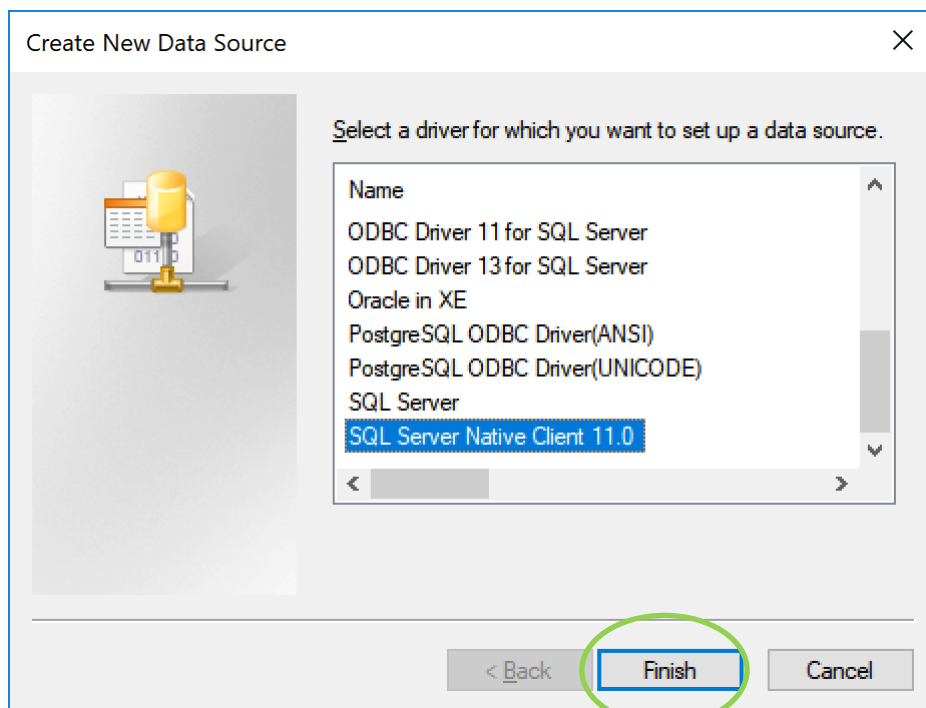 Create New Data Source
Select a driver for which you want to set up a data source.
Name
ODBC Driver 11 for SQL Server
ODBC Driver 13 for SQL Server
Oracle in XE
PostgreSQL ODBC Driver(ANSI)
PostgreSQL ODBC Driver(UNICODE)
SQL Server
SQL Server Native Client 11.0
< Back Finish Cancel